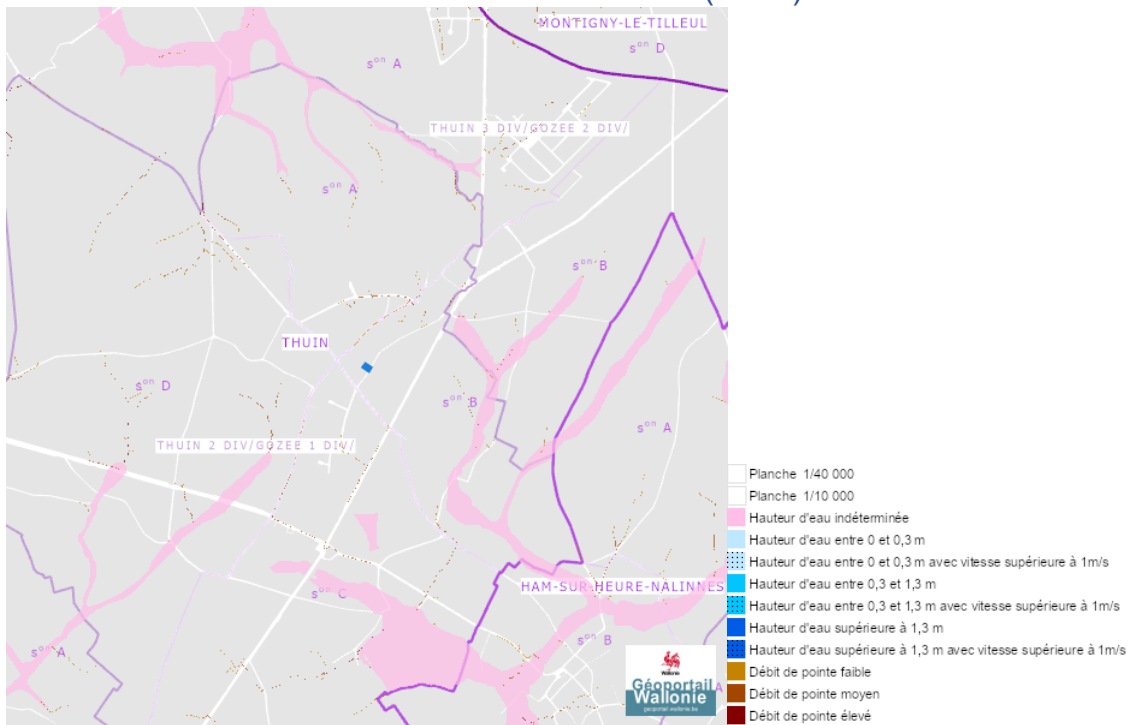 MONTIGNY-LE-TILLEUL
sᵒⁿ D
sᵒⁿ A
THUIN 3 DIV/GOZEE 2 DIV/
sᵒⁿ A
sᵒⁿ B
THUIN
sᵒⁿ D
sᵒⁿ B
sᵒⁿ A
THUIN 2 DIV/GOZEE 1 DIV/
HAM-SUR-HEURE-NALINNES
sᵒⁿ C
sᵒⁿ B
sᵒⁿ A
A
Wallonie
Géoportail
Wallonie
geoportail.wallonie.be
Planche 1/40 000
Planche 1/10 000
Hauteur d'eau indéterminée
Hauteur d'eau entre 0 et 0,3 m
Hauteur d'eau entre 0 et 0,3 m avec vitesse supérieure à 1m/s
Hauteur d'eau entre 0,3 et 1,3 m
Hauteur d'eau entre 0,3 et 1,3 m avec vitesse supérieure à 1m/s
Hauteur d'eau supérieure à 1,3 m
Hauteur d'eau supérieure à 1,3 m avec vitesse supérieure à 1m/s
Débit de pointe faible
Débit de pointe moyen
Débit de pointe élevé